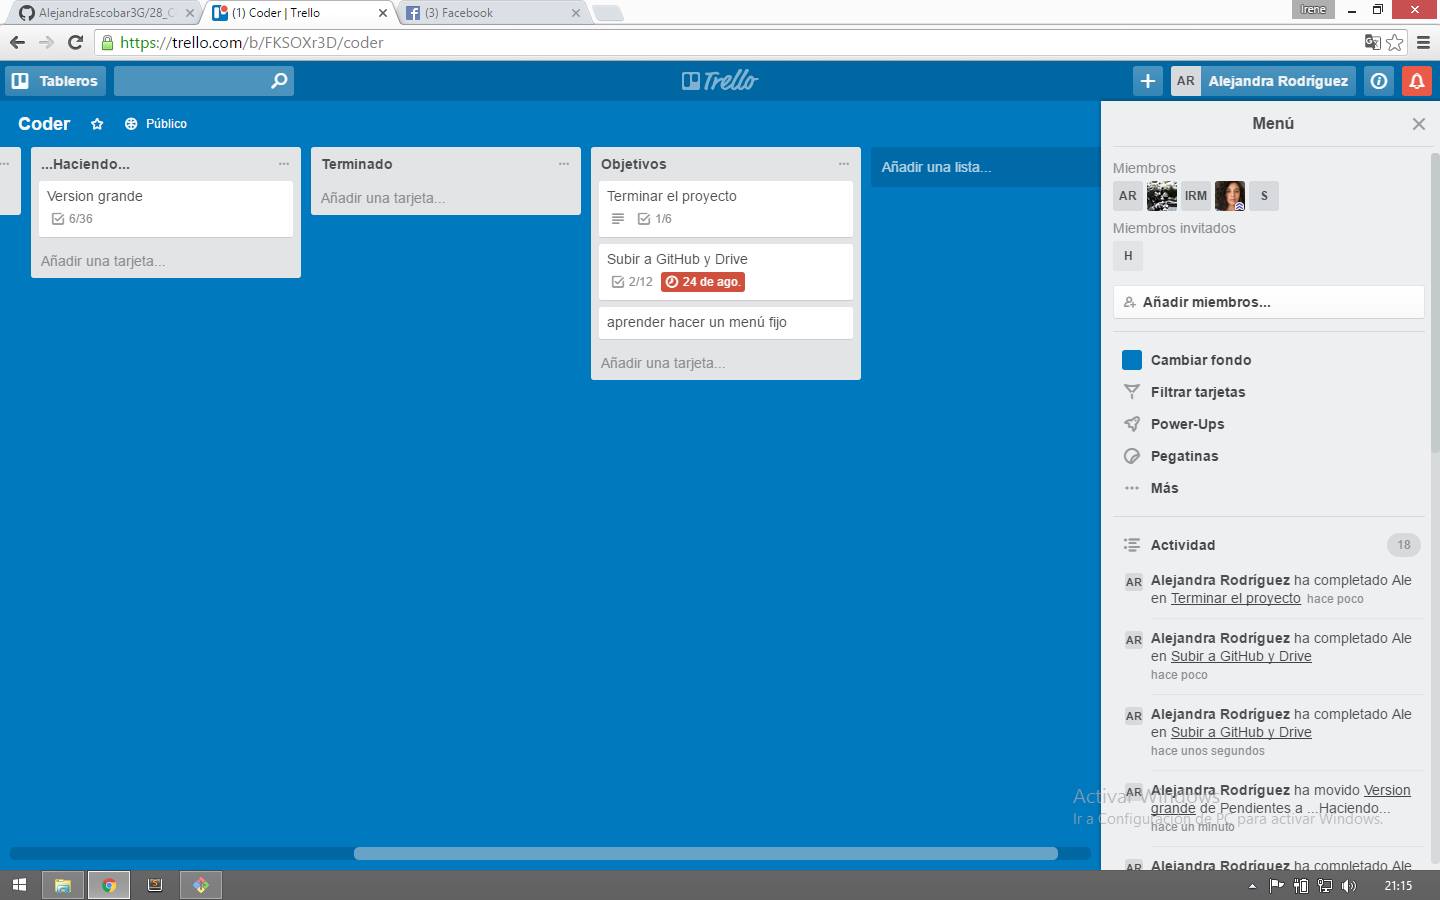 AlejandraEscobar3G/28_C
(1) Coder | Trello
(3) Facebook
Irene
https://trello.com/b/FKSOXr3D/coder
Tableros
Trello
AR
Alejandra Rodríguez
Coder
Público
...Haciendo...
Version grande
6/36
Añadir una tarjeta...
Terminado
Añadir una tarjeta...
Objetivos
Terminar el proyecto
1/6
Subir a GitHub y Drive
2/12
24 de ago.
aprender hacer un menú fijo
Añadir una tarjeta...
Añadir una lista...
Menú
Miembros
AR
IRM
S
Miembros invitados
H
Añadir miembros...
Cambiar fondo
Filtrar tarjetas
Power-Ups
Pegatinas
Más
Actividad
18
AR
Alejandra Rodríguez ha completado Ale
en Terminar el proyecto hace poco
AR
Alejandra Rodríguez ha completado Ale
en Subir a GitHub y Drive
hace poco
AR
Alejandra Rodríguez ha completado Ale
en Subir a GitHub y Drive
hace unos segundos
AR
Alejandra Rodríguez ha movido Version
grande de Pendientes a ...Haciendo...
hace un minuto
AR
Alejandra Rodríguez ha completado Ale
Activar Windows
Ir a Configuración de PC para activar Windows.
21:15